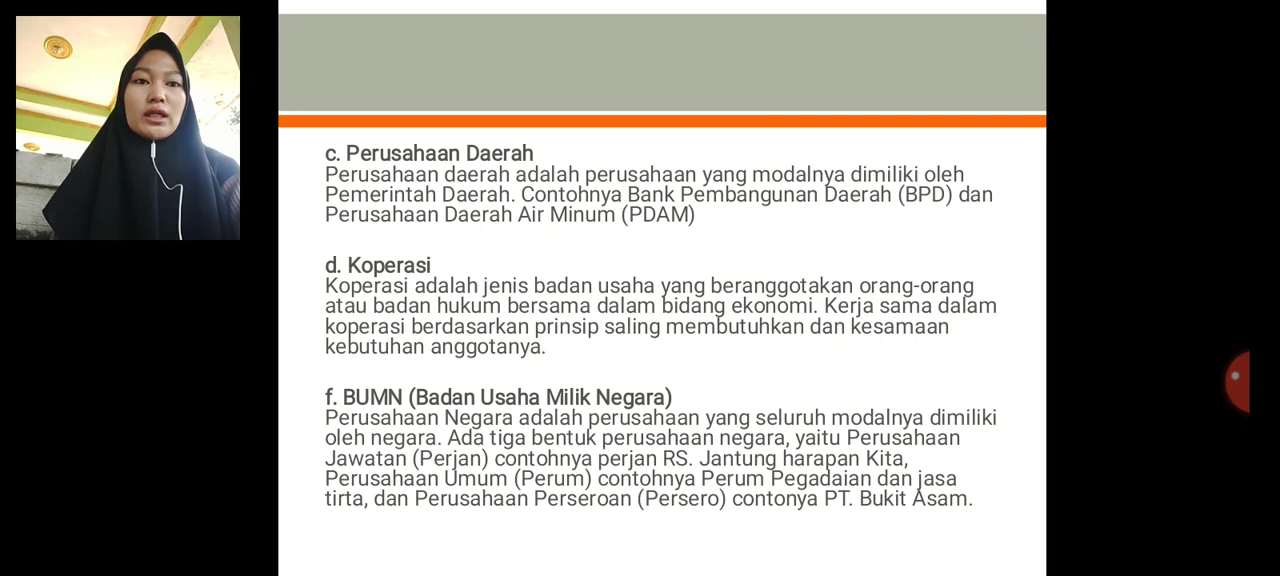 c. Perusahaan Daerah
Perusahaan daerah adalah perusahaan yang modalnya dimiliki oleh
Pemerintah Daerah. Contohnya Bank Pembangunan Daerah (BPD) dan
Perusahaan Daerah Air Minum (PDAM)
d. Koperasi
Koperasi adalah jenis badan usaha yang beranggotakan orang-orang
atau badan hukum bersama dalam bidang ekonomi. Kerja sama dalam
koperasi berdasarkan prinsip saling membutuhkan dan kesamaan
kebutuhan anggotanya.
f. BUMN (Badan Usaha Milik Negara)
Perusahaan Negara adalah perusahaan yang seluruh modalnya dimiliki
oleh negara. Ada tiga bentuk perusahaan negara, yaitu Perusahaan
Jawatan (Perjan) contohnya perjan RS. Jantung harapan Kita,
Perusahaan Umum (Perum) contohnya Perum Pegadaian dan jasa
tirta, dan Perusahaan Perseroan (Persero) contonya PT. Bukit Asam.